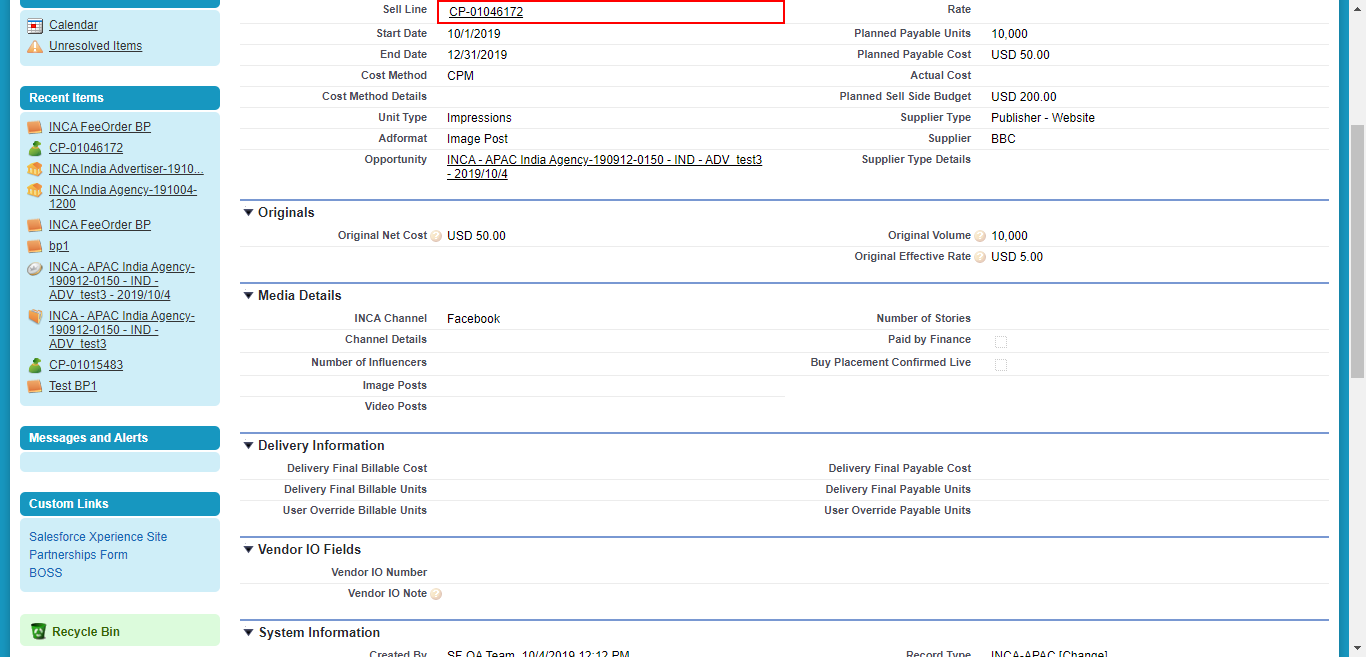 Calendar
Unresolved Items
Recent Items
INCA FeeOrder BP
CP-01046172
INCA India Advertiser-1910...
INCA India Agency-191004-
1200
INCA FeeOrder BP
bp1
INCA - APAC India Agency-
190912-0150 - IND -
ADV_test3 - 2019/10/4
INCA - APAC India Agency-
190912-0150 - IND -
ADV_test3
CP-01015483
Test BP1
Messages and Alerts
Custom Links
Salesforce Xperience Site
Partnerships Form
BOSS
Recycle Bin
Sell Line CP-01046172 Rate
Start Date 10/1/2019 Planned Payable Units 10,000
End Date 12/31/2019 Planned Payable Cost USD 50.00
Cost Method CPM Actual Cost
Cost Method Details Planned Sell Side Budget USD 200.00
Unit Type Impressions Supplier Type Publisher - Website
Adformat Image Post Supplier BBC
Opportunity INCA - APAC India Agency-190912-0150 - IND - ADV_test3 Supplier Type Details
- 2019/10/4
Originals
Original Net Cost USD 50.00 Original Volume 10,000
Original Effective Rate USD 5.00
Media Details
INCA Channel Facebook Number of Stories
Channel Details Paid by Finance
Number of Influencers Buy Placement Confirmed Live
Image Posts
Video Posts
Delivery Information
Delivery Final Billable Cost Delivery Final Payable Cost
Delivery Final Billable Units Delivery Final Payable Units
User Override Billable Units User Override Payable Units
Vendor IO Fields
Vendor IO Number
Vendor IO Note
System Information
Created By SF QA Team, 10/4/2019 12:12 PM Record Type INCA-APAC [Change]